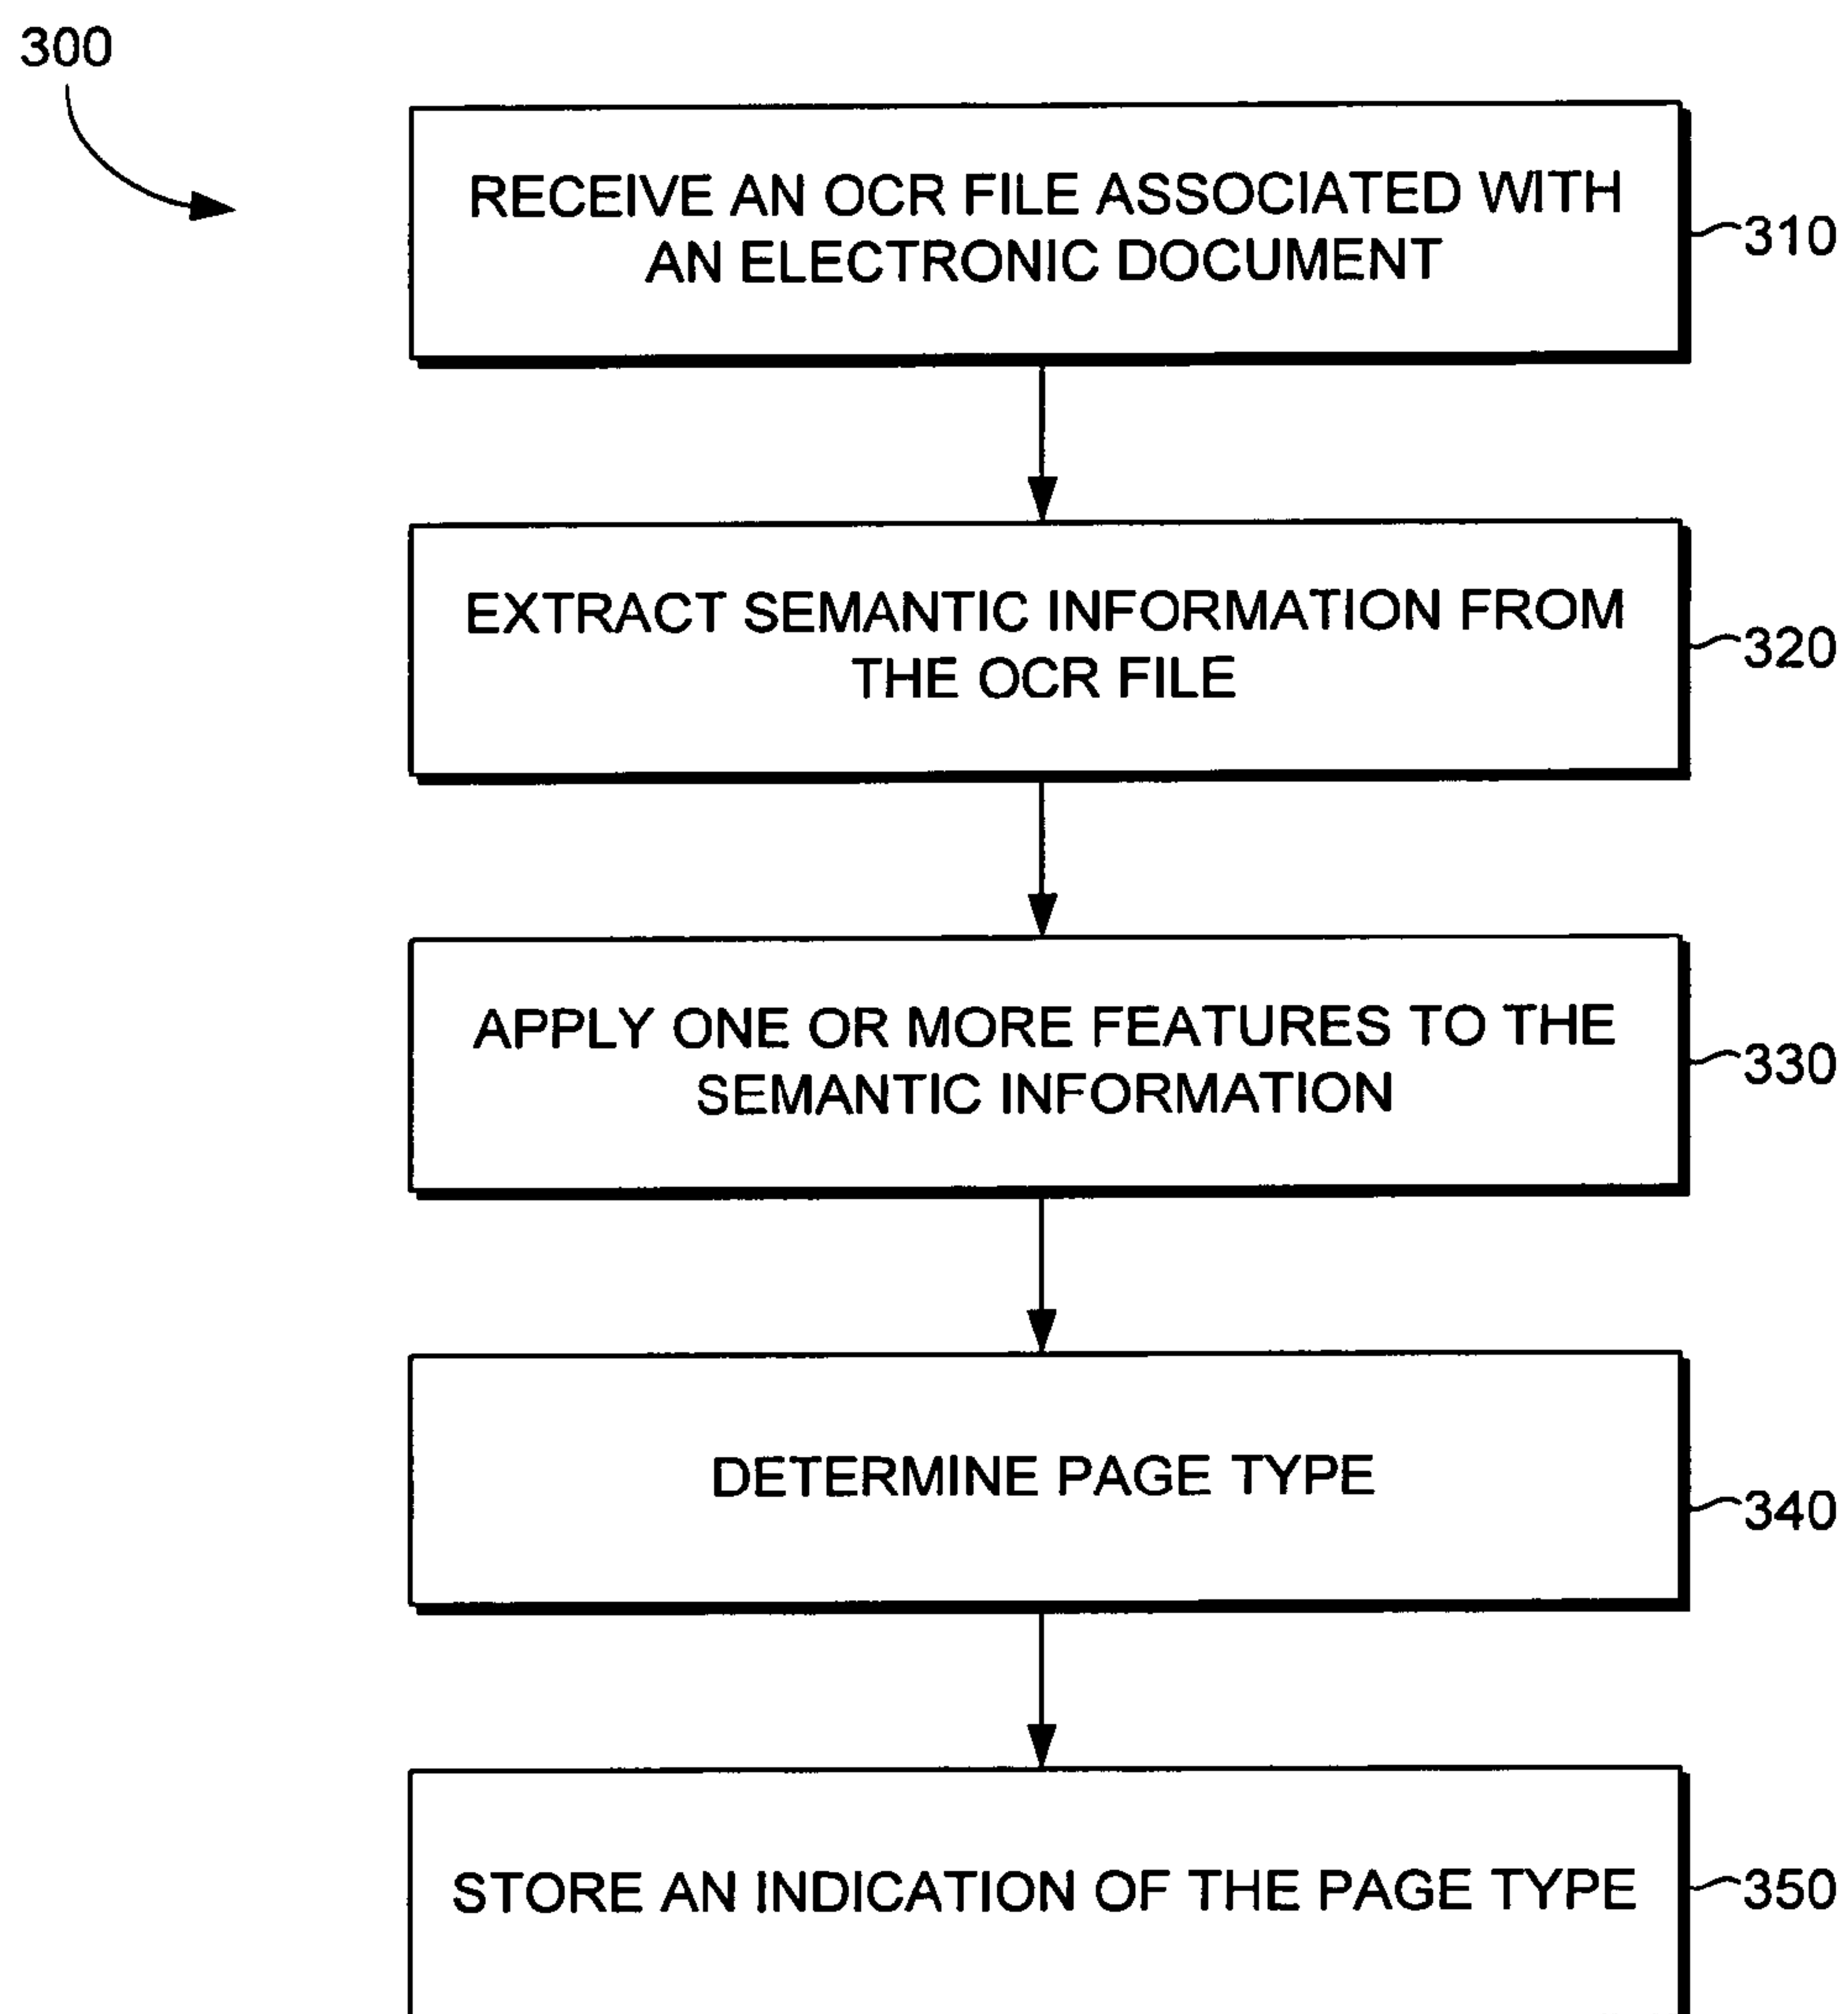 300
RECEIVE AN OCR FILE ASSOCIATED WITH
AN ELECTRONIC DOCUMENT
310
EXTRACT SEMANTIC INFORMATION FROM
THE OCR FILE
320
APPLY ONE OR MORE FEATURES TO THE
SEMANTIC INFORMATION
330
DETERMINE PAGE TYPE
340
STORE AN INDICATION OF THE PAGE TYPE
350